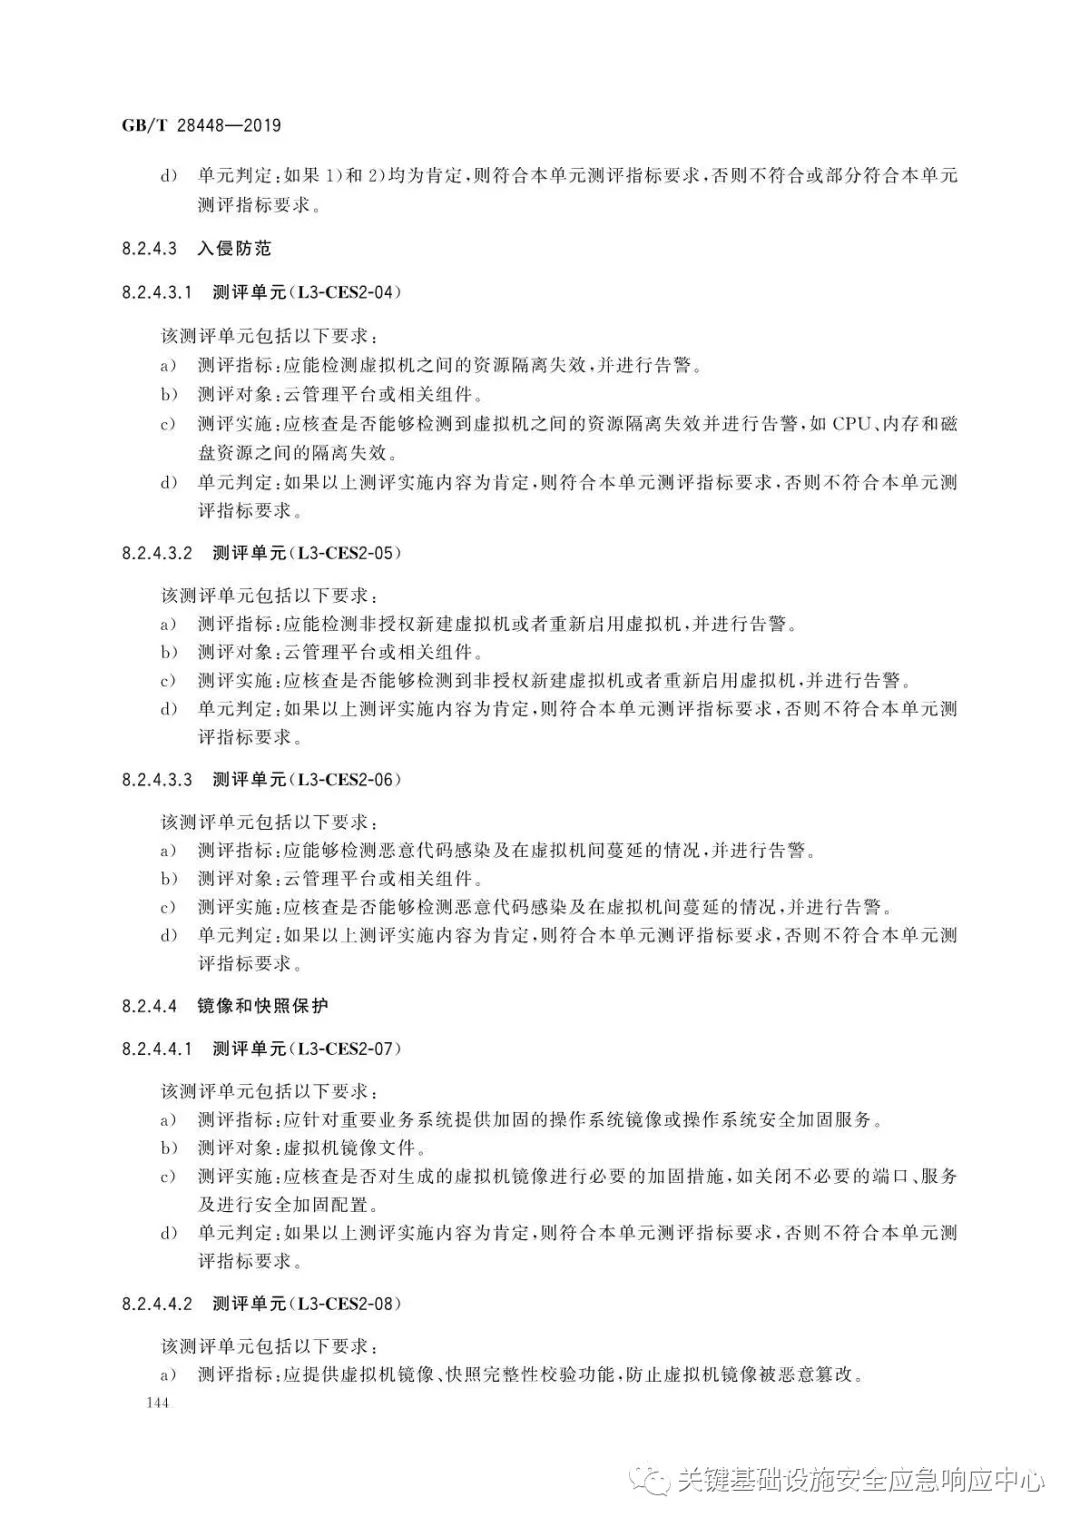 GB/T 28448—2019
d) 单元判定:如果1)和2)均为肯定,则符合本单元测评指标要求,否则不符合或部分符合本单元
测评指标要求。
8.2.4.3 入侵防范
8.2.4.3.1 测评单元(L3-CES2-04)
该测评单元包括以下要求:
a) 测评指标:应能检测虚拟机之间的资源隔离失效,并进行告警。
b) 测评对象:云管理平台或相关组件。
c) 测评实施:应核查是否能够检测到虚拟机之间的资源隔离失效并进行告警,如 CPU、内存和磁
盘资源之间的隔离失效。
d) 单元判定:如果以上测评实施内容为肯定,则符合本单元测评指标要求,否则不符合本单元测
评指标要求。
8.2.4.3.2 测评单元(L3-CES2-05)
该测评单元包括以下要求:
a) 测评指标:应能检测非授权新建虚拟机或者重新启用虚拟机,并进行告警。
b) 测评对象:云管理平台或相关组件。
c) 测评实施:应核查是否能够检测到非授权新建虚拟机或者重新启用虚拟机,并进行告警。
d) 单元判定:如果以上测评实施内容为肯定,则符合本单元测评指标要求,否则不符合本单元测
评指标要求。
8.2.4.3.3 测评单元(L3-CES2-06)
该测评单元包括以下要求:
a) 测评指标:应能够检测恶意代码感染及在虚拟机间蔓延的情况,并进行告警。
b) 测评对象:云管理平台或相关组件。
c) 测评实施:应核查是否能够检测恶意代码感染及在虚拟机间蔓延的情况,并进行告警。
d) 单元判定:如果以上测评实施内容为肯定,则符合本单元测评指标要求,否则不符合本单元测
评指标要求。
8.2.4.4 镜像和快照保护
8.2.4.4.1 测评单元(L3-CES2-07)
该测评单元包括以下要求:
a) 测评指标:应针对重要业务系统提供加固的操作系统镜像或操作系统安全加固服务。
b) 测评对象:虚拟机镜像文件。
c) 测评实施:应核查是否对生成的虚拟机镜像进行必要的加固措施,如关闭不必要的端口、服务
及进行安全加固配置。
d) 单元判定:如果以上测评实施内容为肯定,则符合本单元测评指标要求,否则不符合本单元测
评指标要求。
8.2.4.4.2 测评单元(L3-CES2-08)
该测评单元包括以下要求:
a) 测评指标:应提供虚拟机镜像、快照完整性校验功能,防止虚拟机镜像被恶意篡改。
144
关键基础设施安全应急响应中心